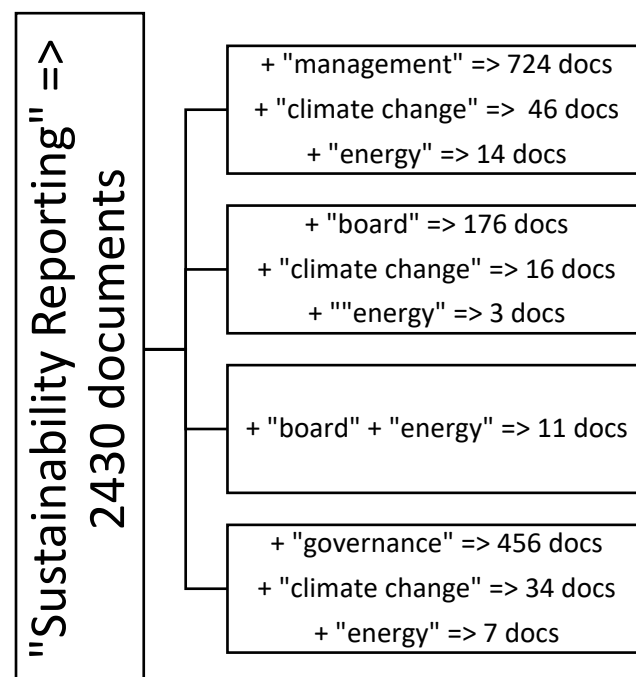 "Sustainability Reporting" =>
2430 documents
+ "management" => 724 docs
+ "climate change" =>  46 docs
+ "energy" => 14 docs
+ "board" => 176 docs
+ "climate change" => 16 docs
+ ""energy" => 3 docs
+ "board" + "energy" => 11 docs
+ "governance" => 456 docs
+ "climate change" => 34 docs
+ "energy" => 7 docs